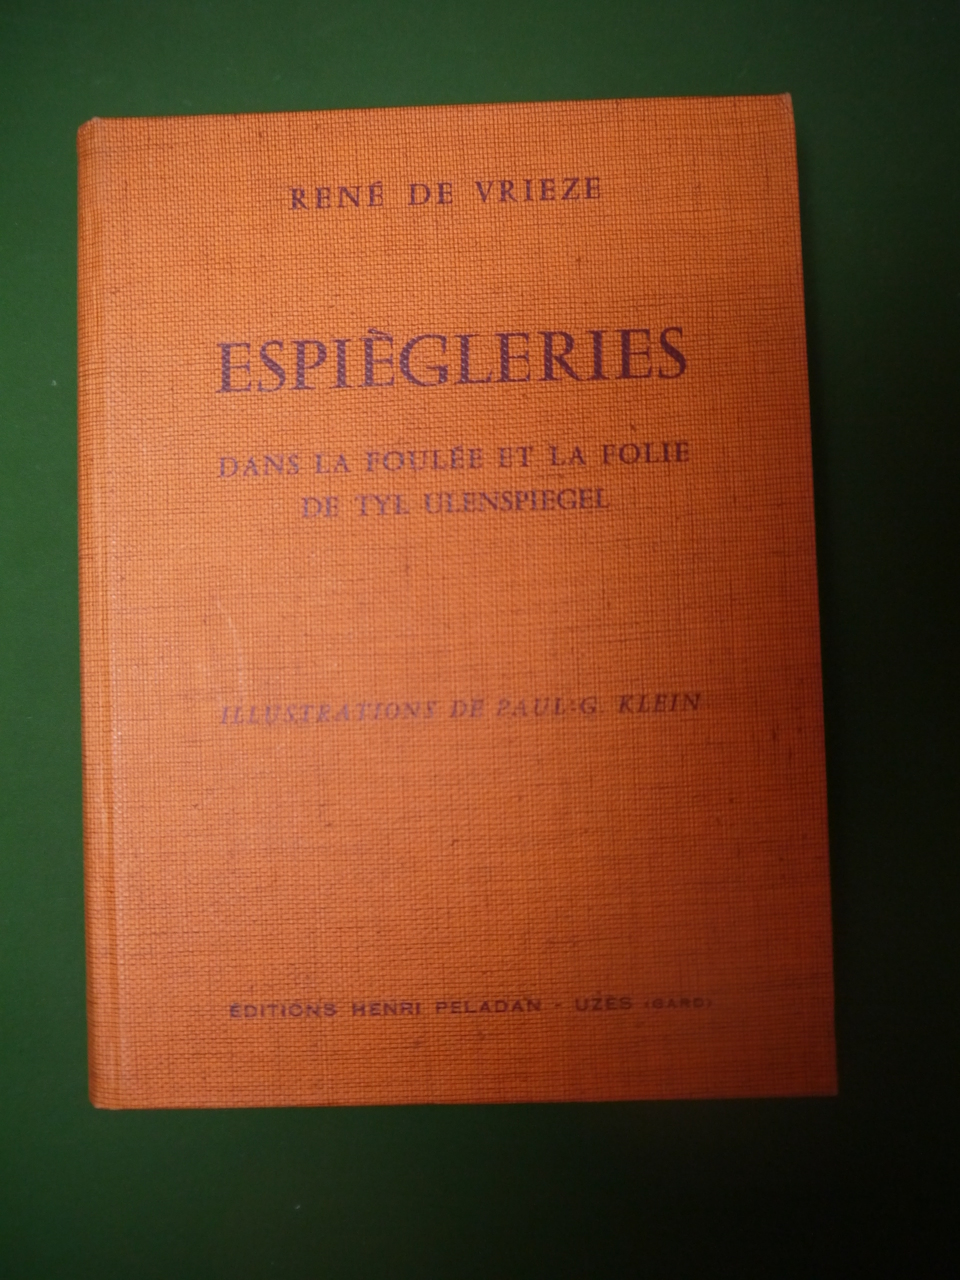 RENÉ DE VRIEZE
ESPIÈGLERIES
DANS LA FOULÉE ET LA FOLIE
DE TYL ULENSPIEGEL
ILLUSTRATIONS DE PAUL-G. KLEIN
ÉDITIONS HENRI PELADAN - UZÈS (GARD)